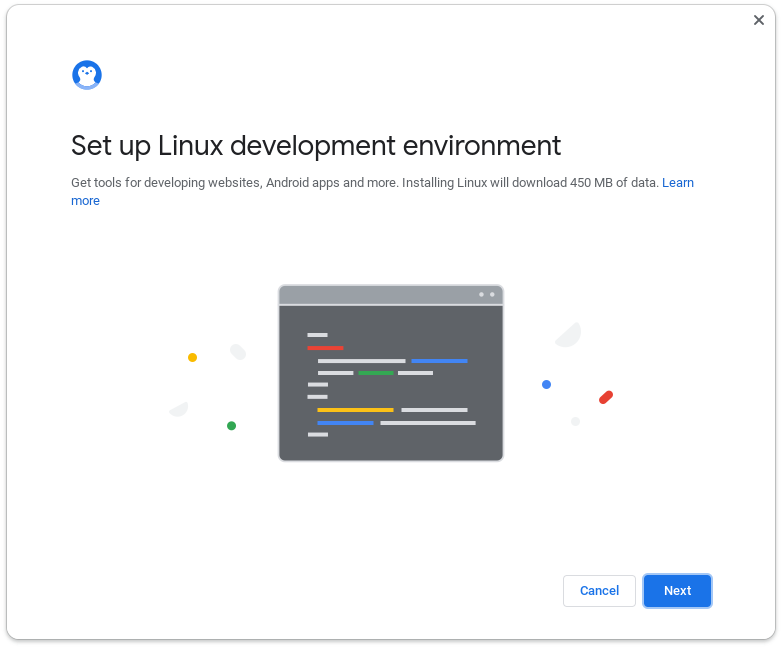 Set up Linux development environment
Get tools for developing websites, Android apps and more. Installing Linux will download 450 MB of data. Learn
more
Cancel
Next